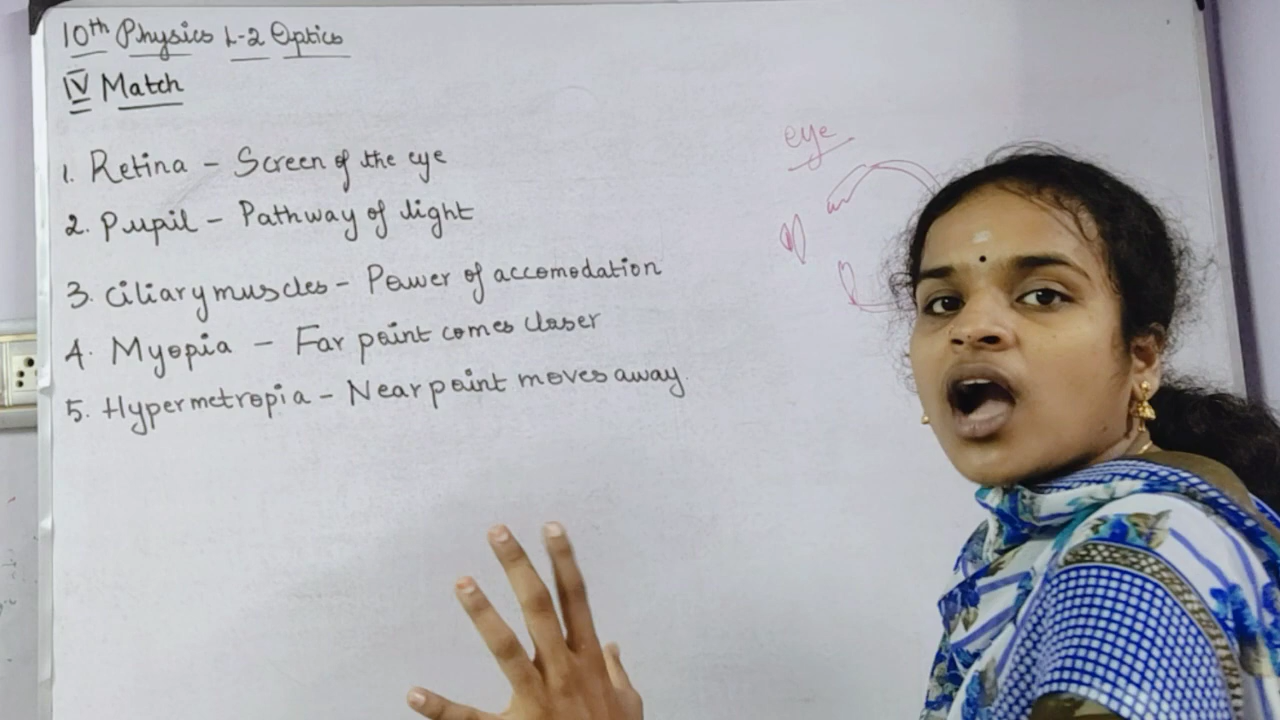 10th Physics L-2 Optics
IV Match
1. Retina - Screen of the eye
2. Pupil - Pathway of light
3. Ciliary muscles - Power of accomodation
4. Myopia - Far point comes closer
5. Hypermetropia - Near point moves away.
eye